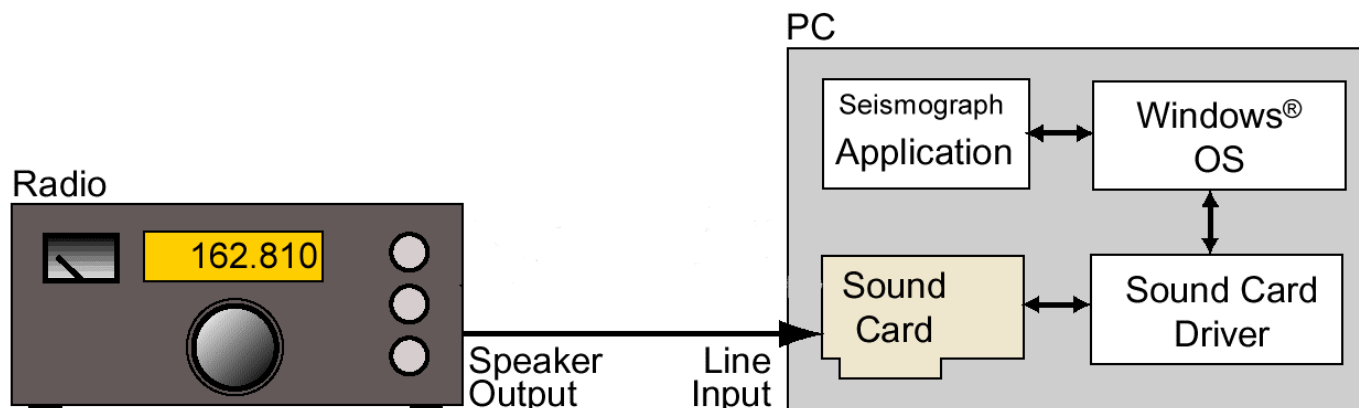 PC
Seismograph
Application
Windows®
OS
Radio
162.810
Sound
Card
Sound Card
Driver
Speaker
Output
Line
Input